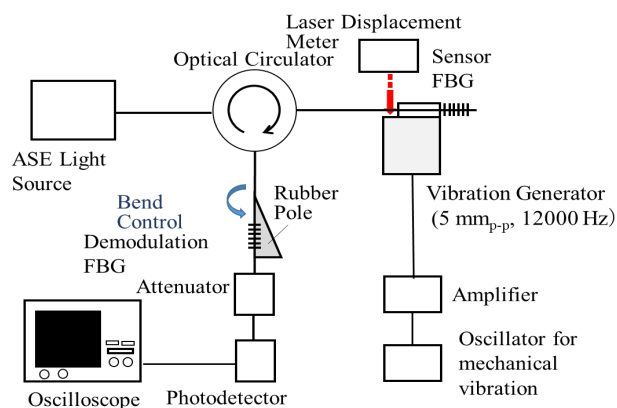 Laser Displacement
Meter
Optical Circulator
Sensor
FBG
ASE Light
Source
Bend
Control
Rubber
Pole
Demodulation
FBG
Vibration Generator
(5 mmp-p, 12000 Hz)
Attenuator
Amplifier
Oscillator for
mechanical
vibration
Oscilloscope
Photodetector